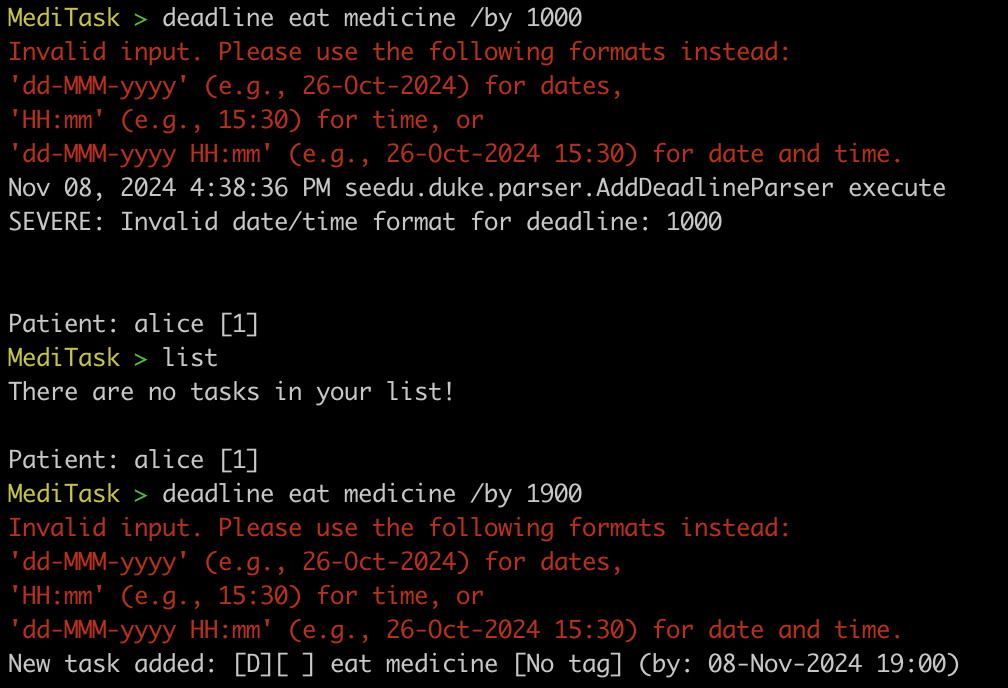 MediTask > deadline eat medicine /by 1000
Invalid input. Please use the following formats instead:
'dd-MMM-yyyy' (e.g., 26-Oct-2024) for dates,
'HH:mm' (e.g., 15:30) for time, or
'dd-MMM-yyyy HH:mm' (e.g., 26-Oct-2024 15:30) for date and time.
Nov 08, 2024 4:38:36 PM seedu.duke.parser.AddDeadlineParser execute
SEVERE: Invalid date/time format for deadline: 1000
Patient: alice [1]
MediTask > list
There are no tasks in your list!
Patient: alice [1]
MediTask > deadline eat medicine /by 1900
Invalid input. Please use the following formats instead:
'dd-MMM-yyyy' (e.g., 26-Oct-2024) for dates,
'HH:mm' (e.g., 15:30) for time, or
'dd-MMM-yyyy HH:mm' (e.g., 26-Oct-2024 15:30) for date and time.
New task added: [D][ ] eat medicine [No tag] (by: 08-Nov-2024 19:00)